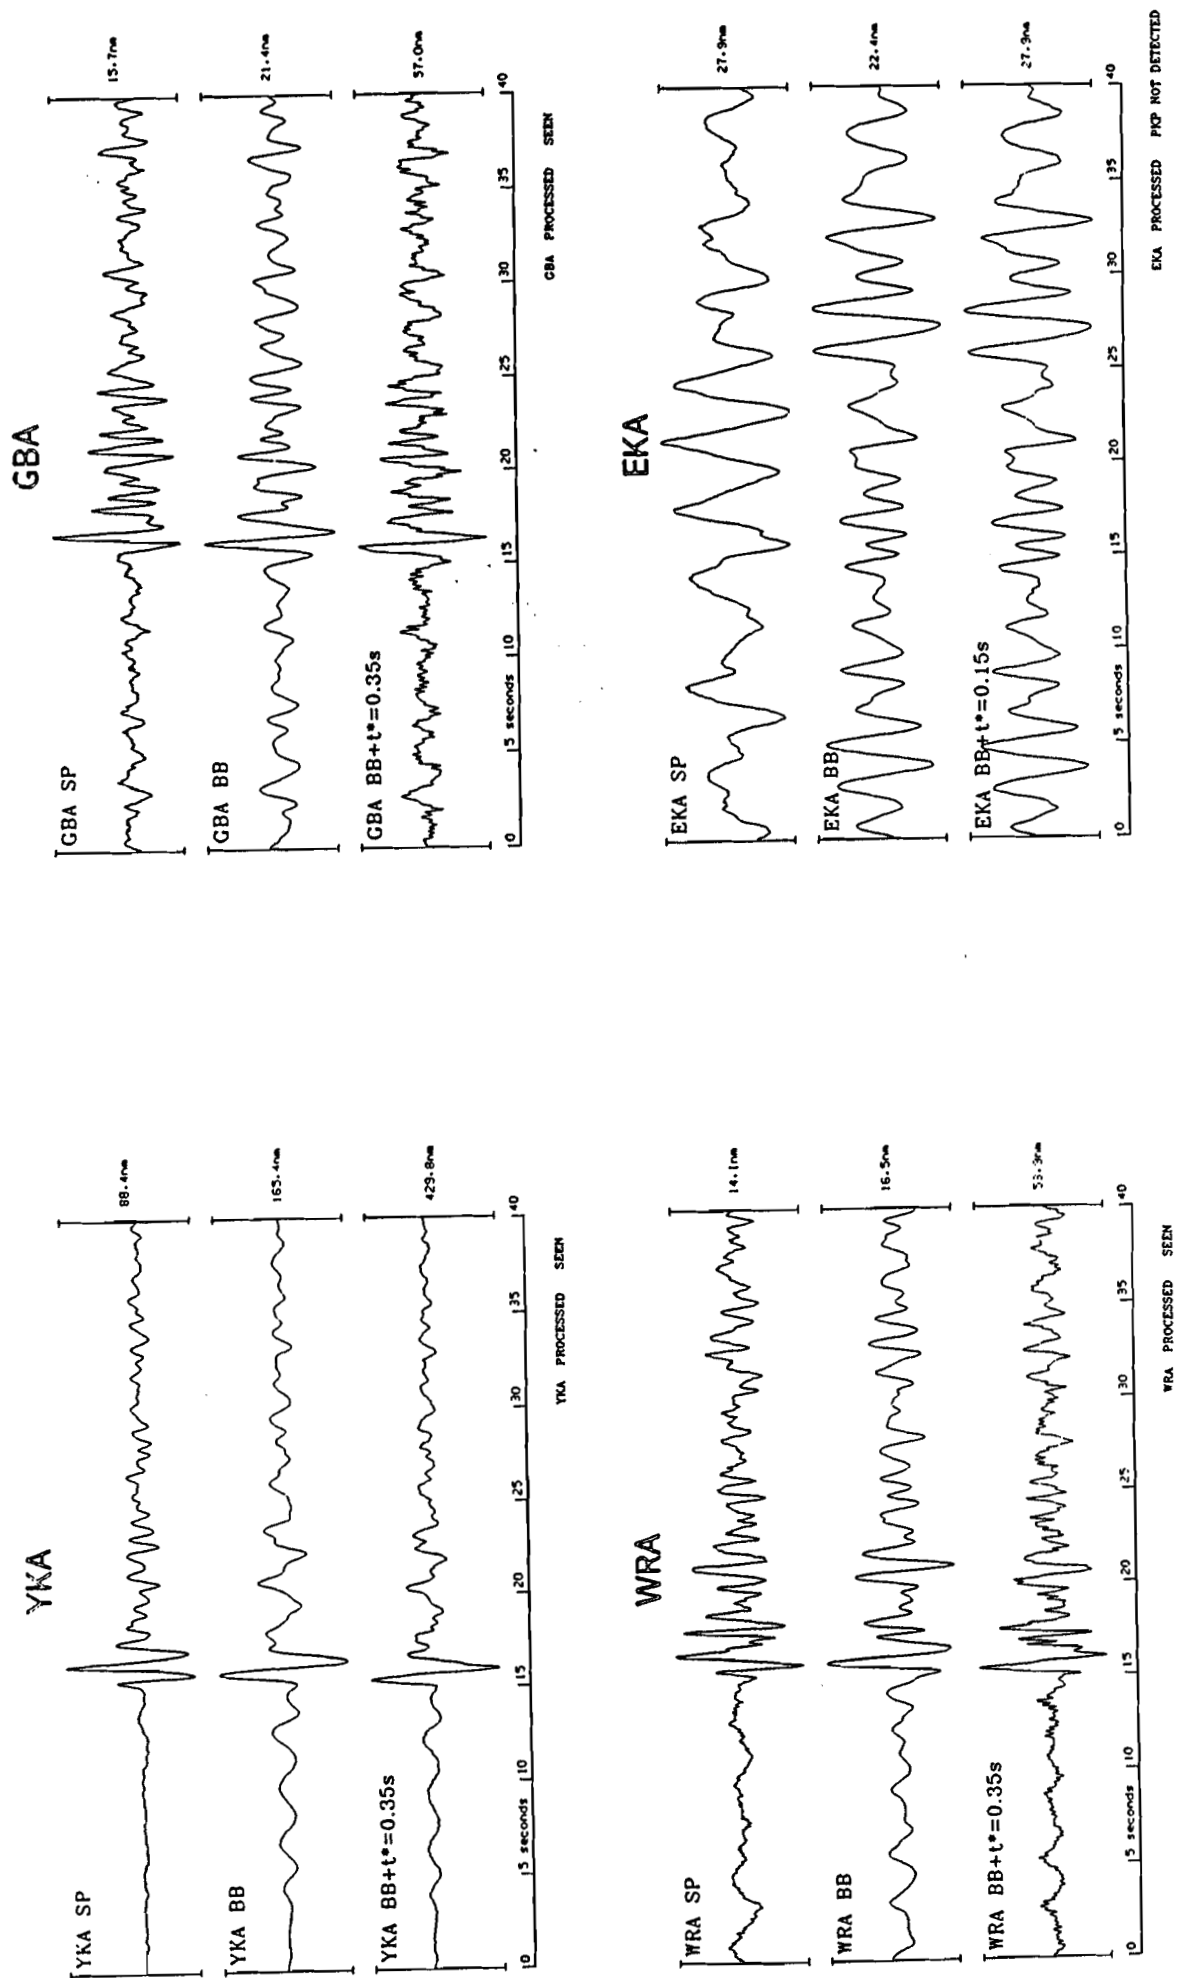 YKA
YKA SP
88.4nm
YKA BB
165.4nm
YKA BB+t*=0.35s
429.8nm
0 5 seconds 10 15 20 25 30 35 40
YKA PROCESSED SEEN
GBA
GBA SP
15.7nm
GBA BB
21.4nm
GBA BB+t*=0.35s
57.0nm
0 5 seconds 10 15 20 25 30 35 40
GBA PROCESSED SEEN
WRA
WRA SP
14.1nm
WRA BB
16.5nm
WRA BB+t*=0.35s
53.9nm
0 5 seconds 10 15 20 25 30 35 40
WRA PROCESSED SEEN
EKA
EKA SP
27.9nm
EKA BB
22.4nm
EKA BB+t*=0.15s
27.9nm
0 5 seconds 10 15 20 25 30 35 40
EKA PROCESSED PKP NOT DETECTED